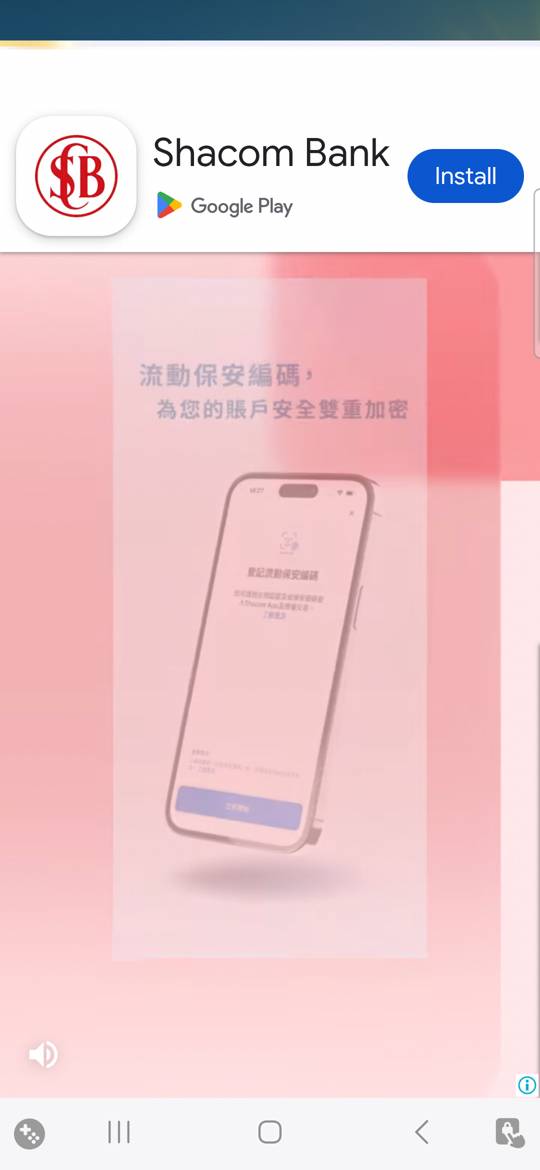 SCB
Shacom Bank
Google Play
Install
流動保安編碼，
為您的賬戶安全雙重加密
登記流動保安編碼